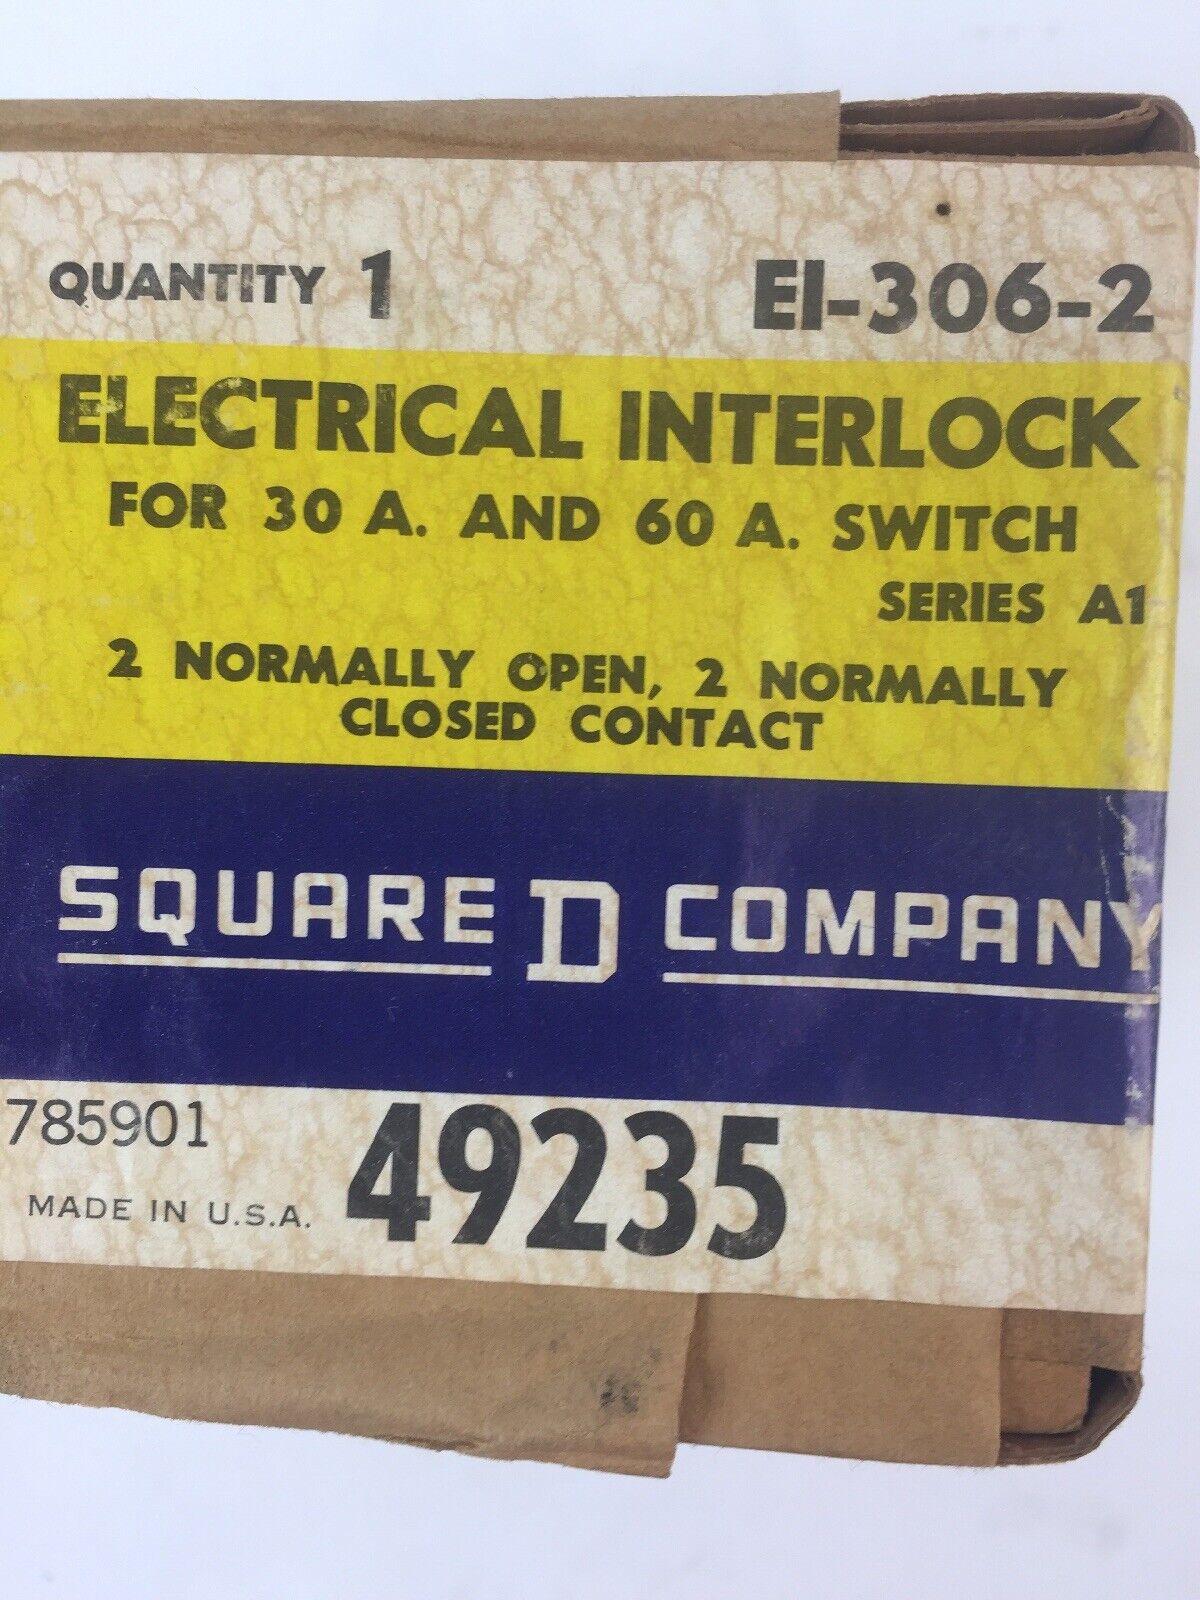 QUANTITY 1 EI-306-2
ELECTRICAL INTERLOCK
FOR 30 A. AND 60 A. SWITCH
SERIES A1
2 NORMALLY OPEN, 2 NORMALLY
CLOSED CONTACT
SQUARE D COMPANY
785901 49235
MADE IN U.S.A.